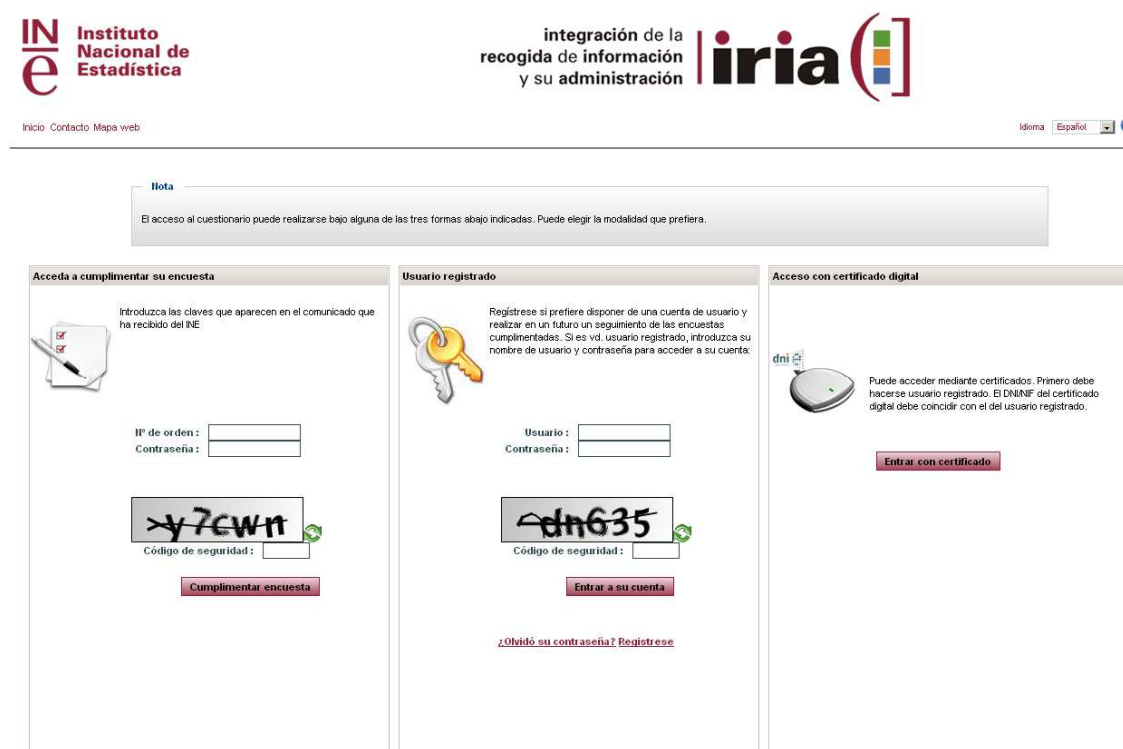 INe
Instituto
Nacional de
Estadística
integración de la
recogida de información
y su administración
iria
Inicio Contacto Mapa web
Idioma Español
Nota
El acceso al cuestionario puede realizarse bajo alguna de las tres formas abajo indicadas. Puede elegir la modalidad que prefiera.
Acceda a cumplimentar su encuesta
Introduzca las claves que aparecen en el comunicado que
ha recibido del INE
Nº de orden :
Contraseña :
Código de seguridad :
Cumplimentar encuesta
Usuario registrado
Regístrese si prefiere disponer de una cuenta de usuario y
realizar en un futuro un seguimiento de las encuestas
cumplimentadas. Si es vd. usuario registrado, introduzca su
nombre de usuario y contraseña para acceder a su cuenta:
Usuario :
Contraseña :
Código de seguridad :
Entrar a su cuenta
¿Olvidó su contraseña? Registrese
Acceso con certificado digital
dni e
Puede acceder mediante certificados. Primero debe
hacerse usuario registrado. El DNI/NIF del certificado
digital debe coincidir con el del usuario registrado.
Entrar con certificado